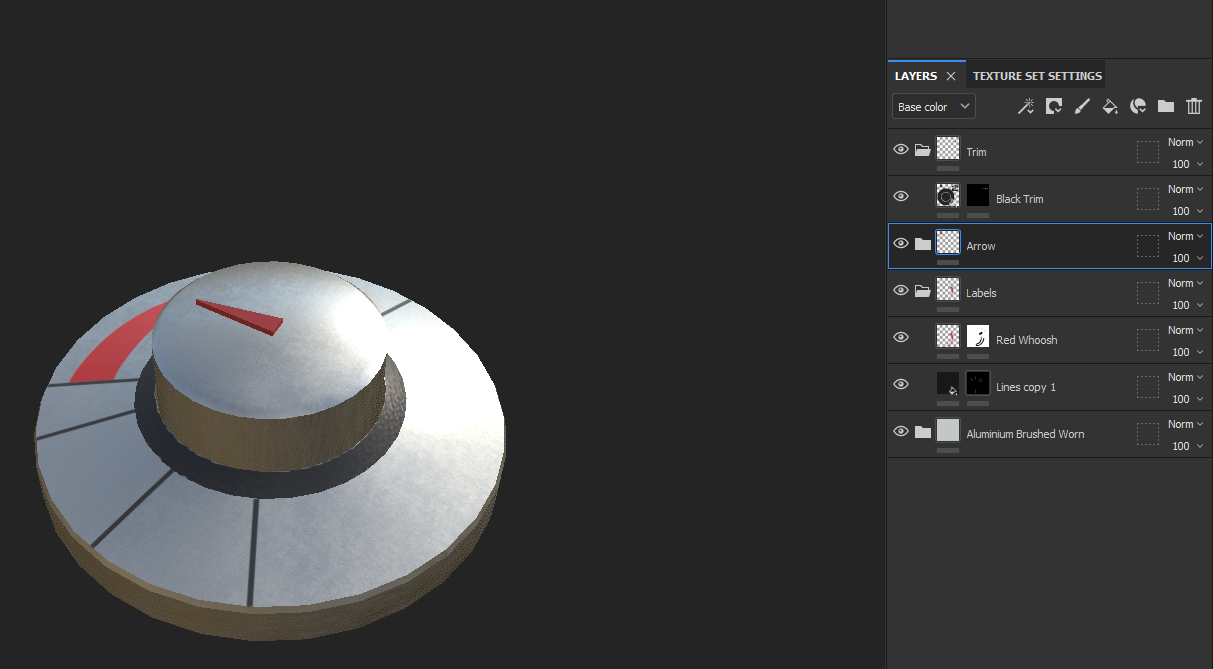 LAYERS TEXTURE SET SETTINGS
Base color
Trim Norm
100
Black Trim Norm
100
Arrow Norm
100
Labels Norm
100
Red Whoosh Norm
100
Lines copy 1 Norm
100
Aluminium Brushed Worn Norm
100